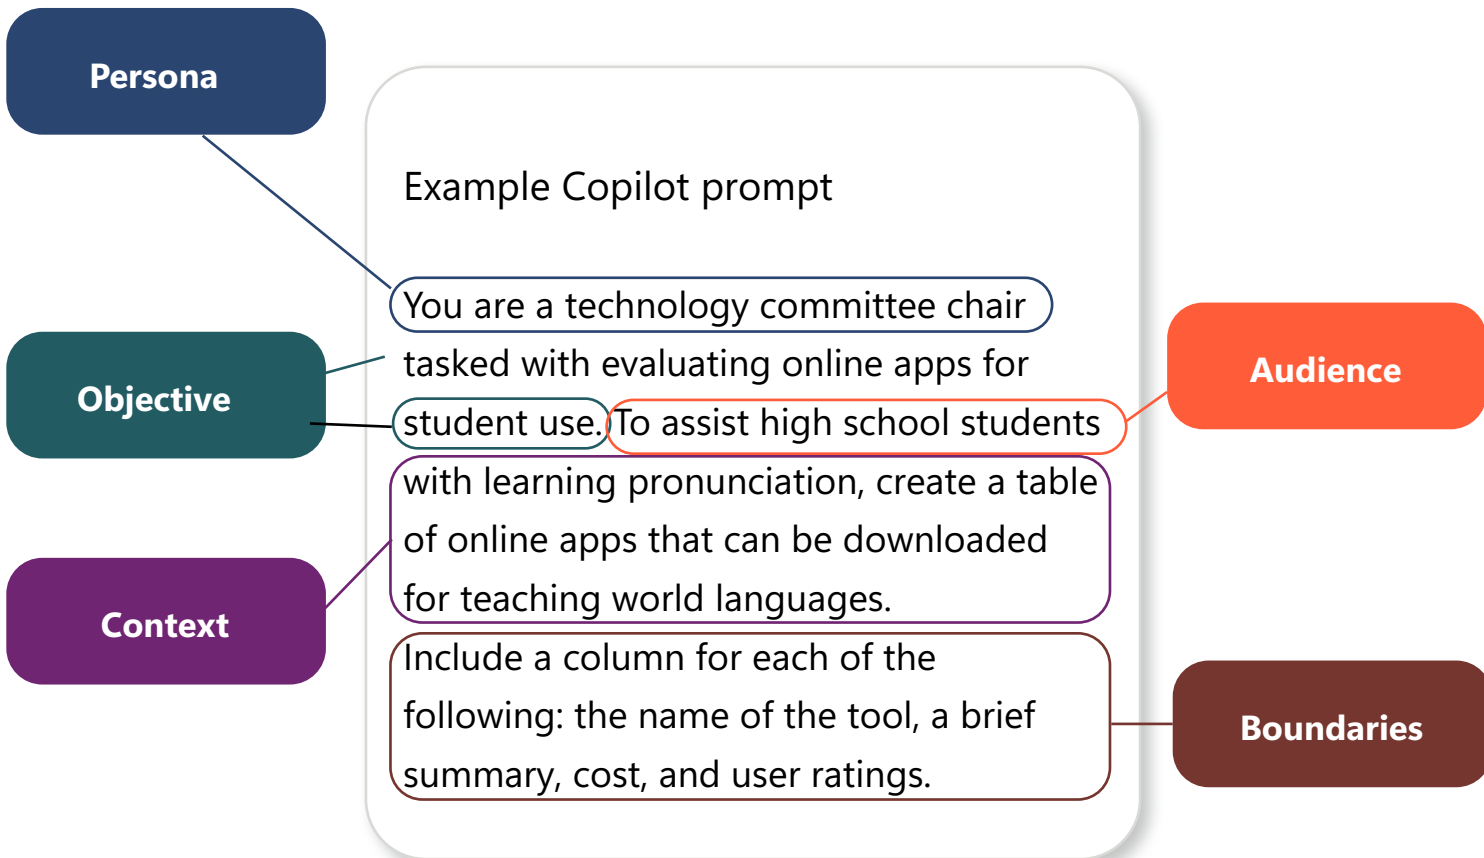 Persona
Example Copilot prompt
You are a technology committee chair
tasked with evaluating online apps for
student use. To assist high school students
with learning pronunciation, create a table
of online apps that can be downloaded
for teaching world languages.
Include a column for each of the
following: the name of the tool, a brief
summary, cost, and user ratings.
Objective
Context
Audience
Boundaries